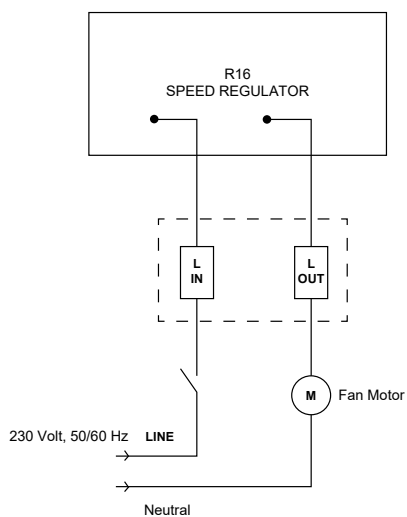 R16
SPEED REGULATOR
L
IN
L
OUT
M
Fan Motor
230 Volt, 50/60 Hz LINE
Neutral